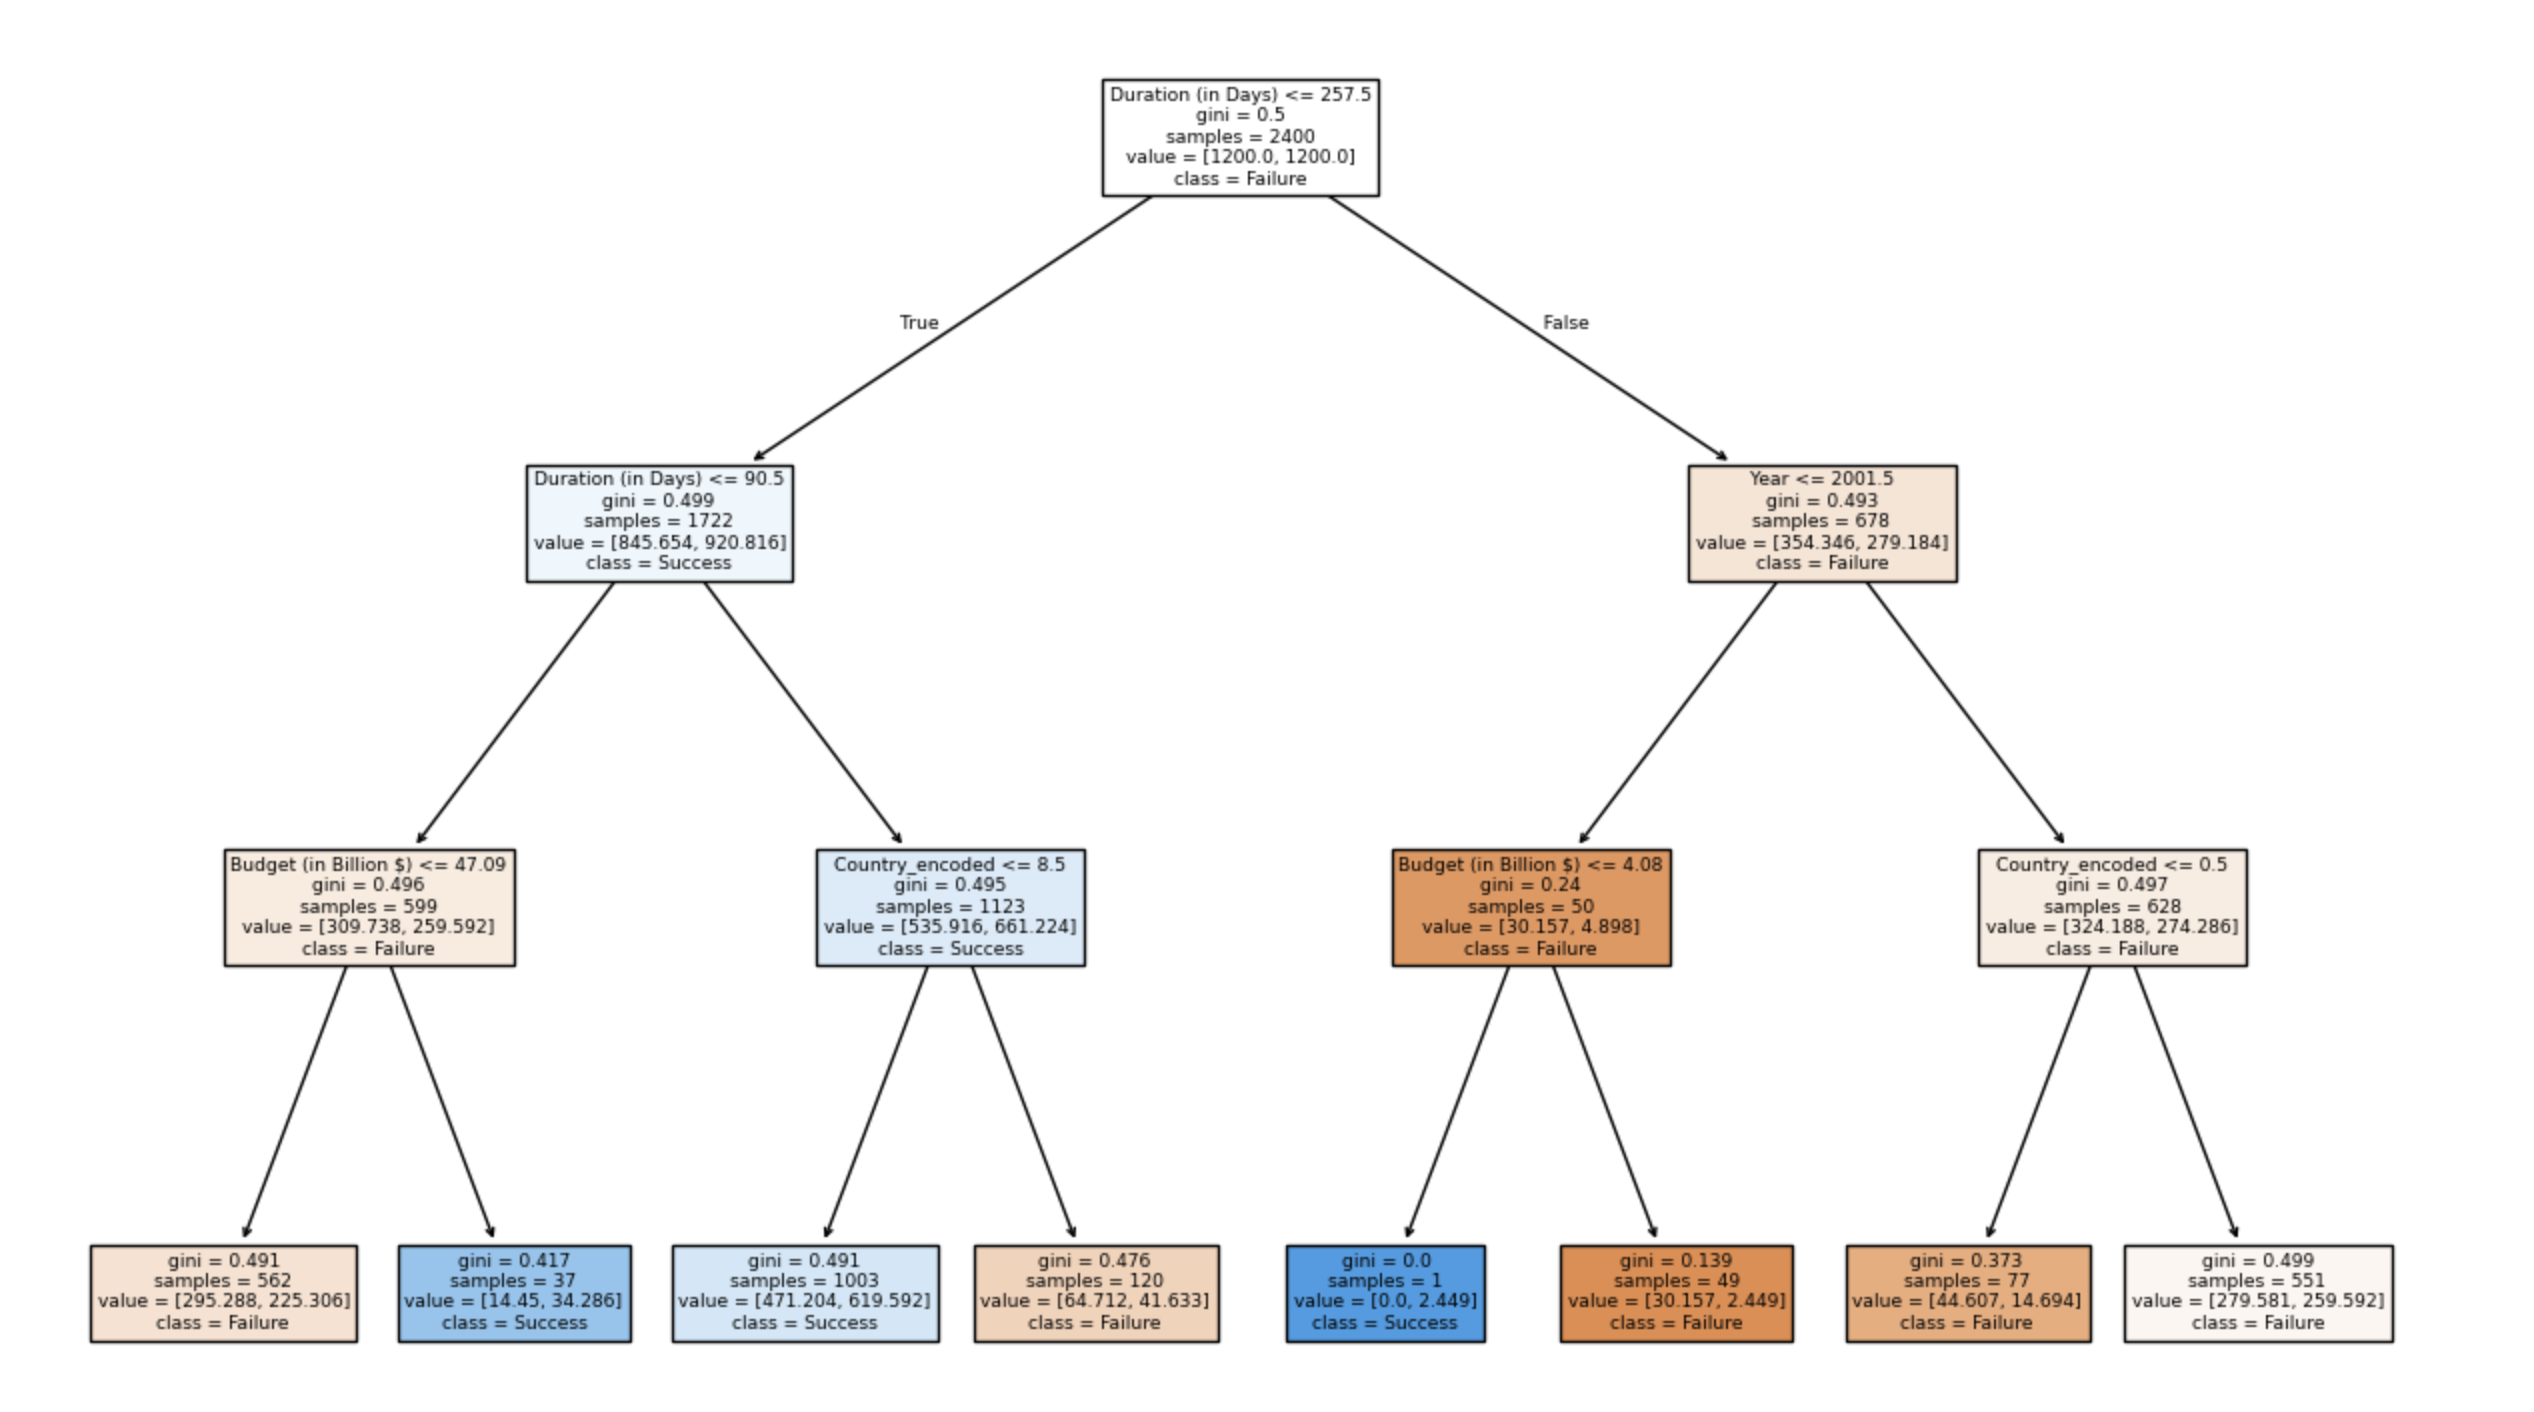 Duration (in Days) <= 257.5
gini = 0.5
samples = 2400
value = [1200.0, 1200.0]
class = Failure
True
False
Duration (in Days) <= 90.5
gini = 0.499
samples = 1722
value = [845.654, 920.816]
class = Success
Year <= 2001.5
gini = 0.493
samples = 678
value = [354.346, 279.184]
class = Failure
Budget (in Billion $) <= 47.09
gini = 0.496
samples = 599
value = [309.738, 259.592]
class = Failure
Country_encoded <= 8.5
gini = 0.495
samples = 1123
value = [535.916, 661.224]
class = Success
Budget (in Billion $) <= 4.08
gini = 0.24
samples = 50
value = [30.157, 4.898]
class = Failure
Country_encoded <= 0.5
gini = 0.497
samples = 628
value = [324.188, 274.286]
class = Failure
gini = 0.491
samples = 562
value = [295.288, 225.306]
class = Failure
gini = 0.417
samples = 37
value = [14.45, 34.286]
class = Success
gini = 0.491
samples = 1003
value = [471.204, 619.592]
class = Success
gini = 0.476
samples = 120
value = [64.712, 41.633]
class = Failure
gini = 0.0
samples = 1
value = [0.0, 2.449]
class = Success
gini = 0.139
samples = 49
value = [30.157, 2.449]
class = Failure
gini = 0.373
samples = 77
value = [44.607, 14.694]
class = Failure
gini = 0.499
samples = 551
value = [279.581, 259.592]
class = Failure